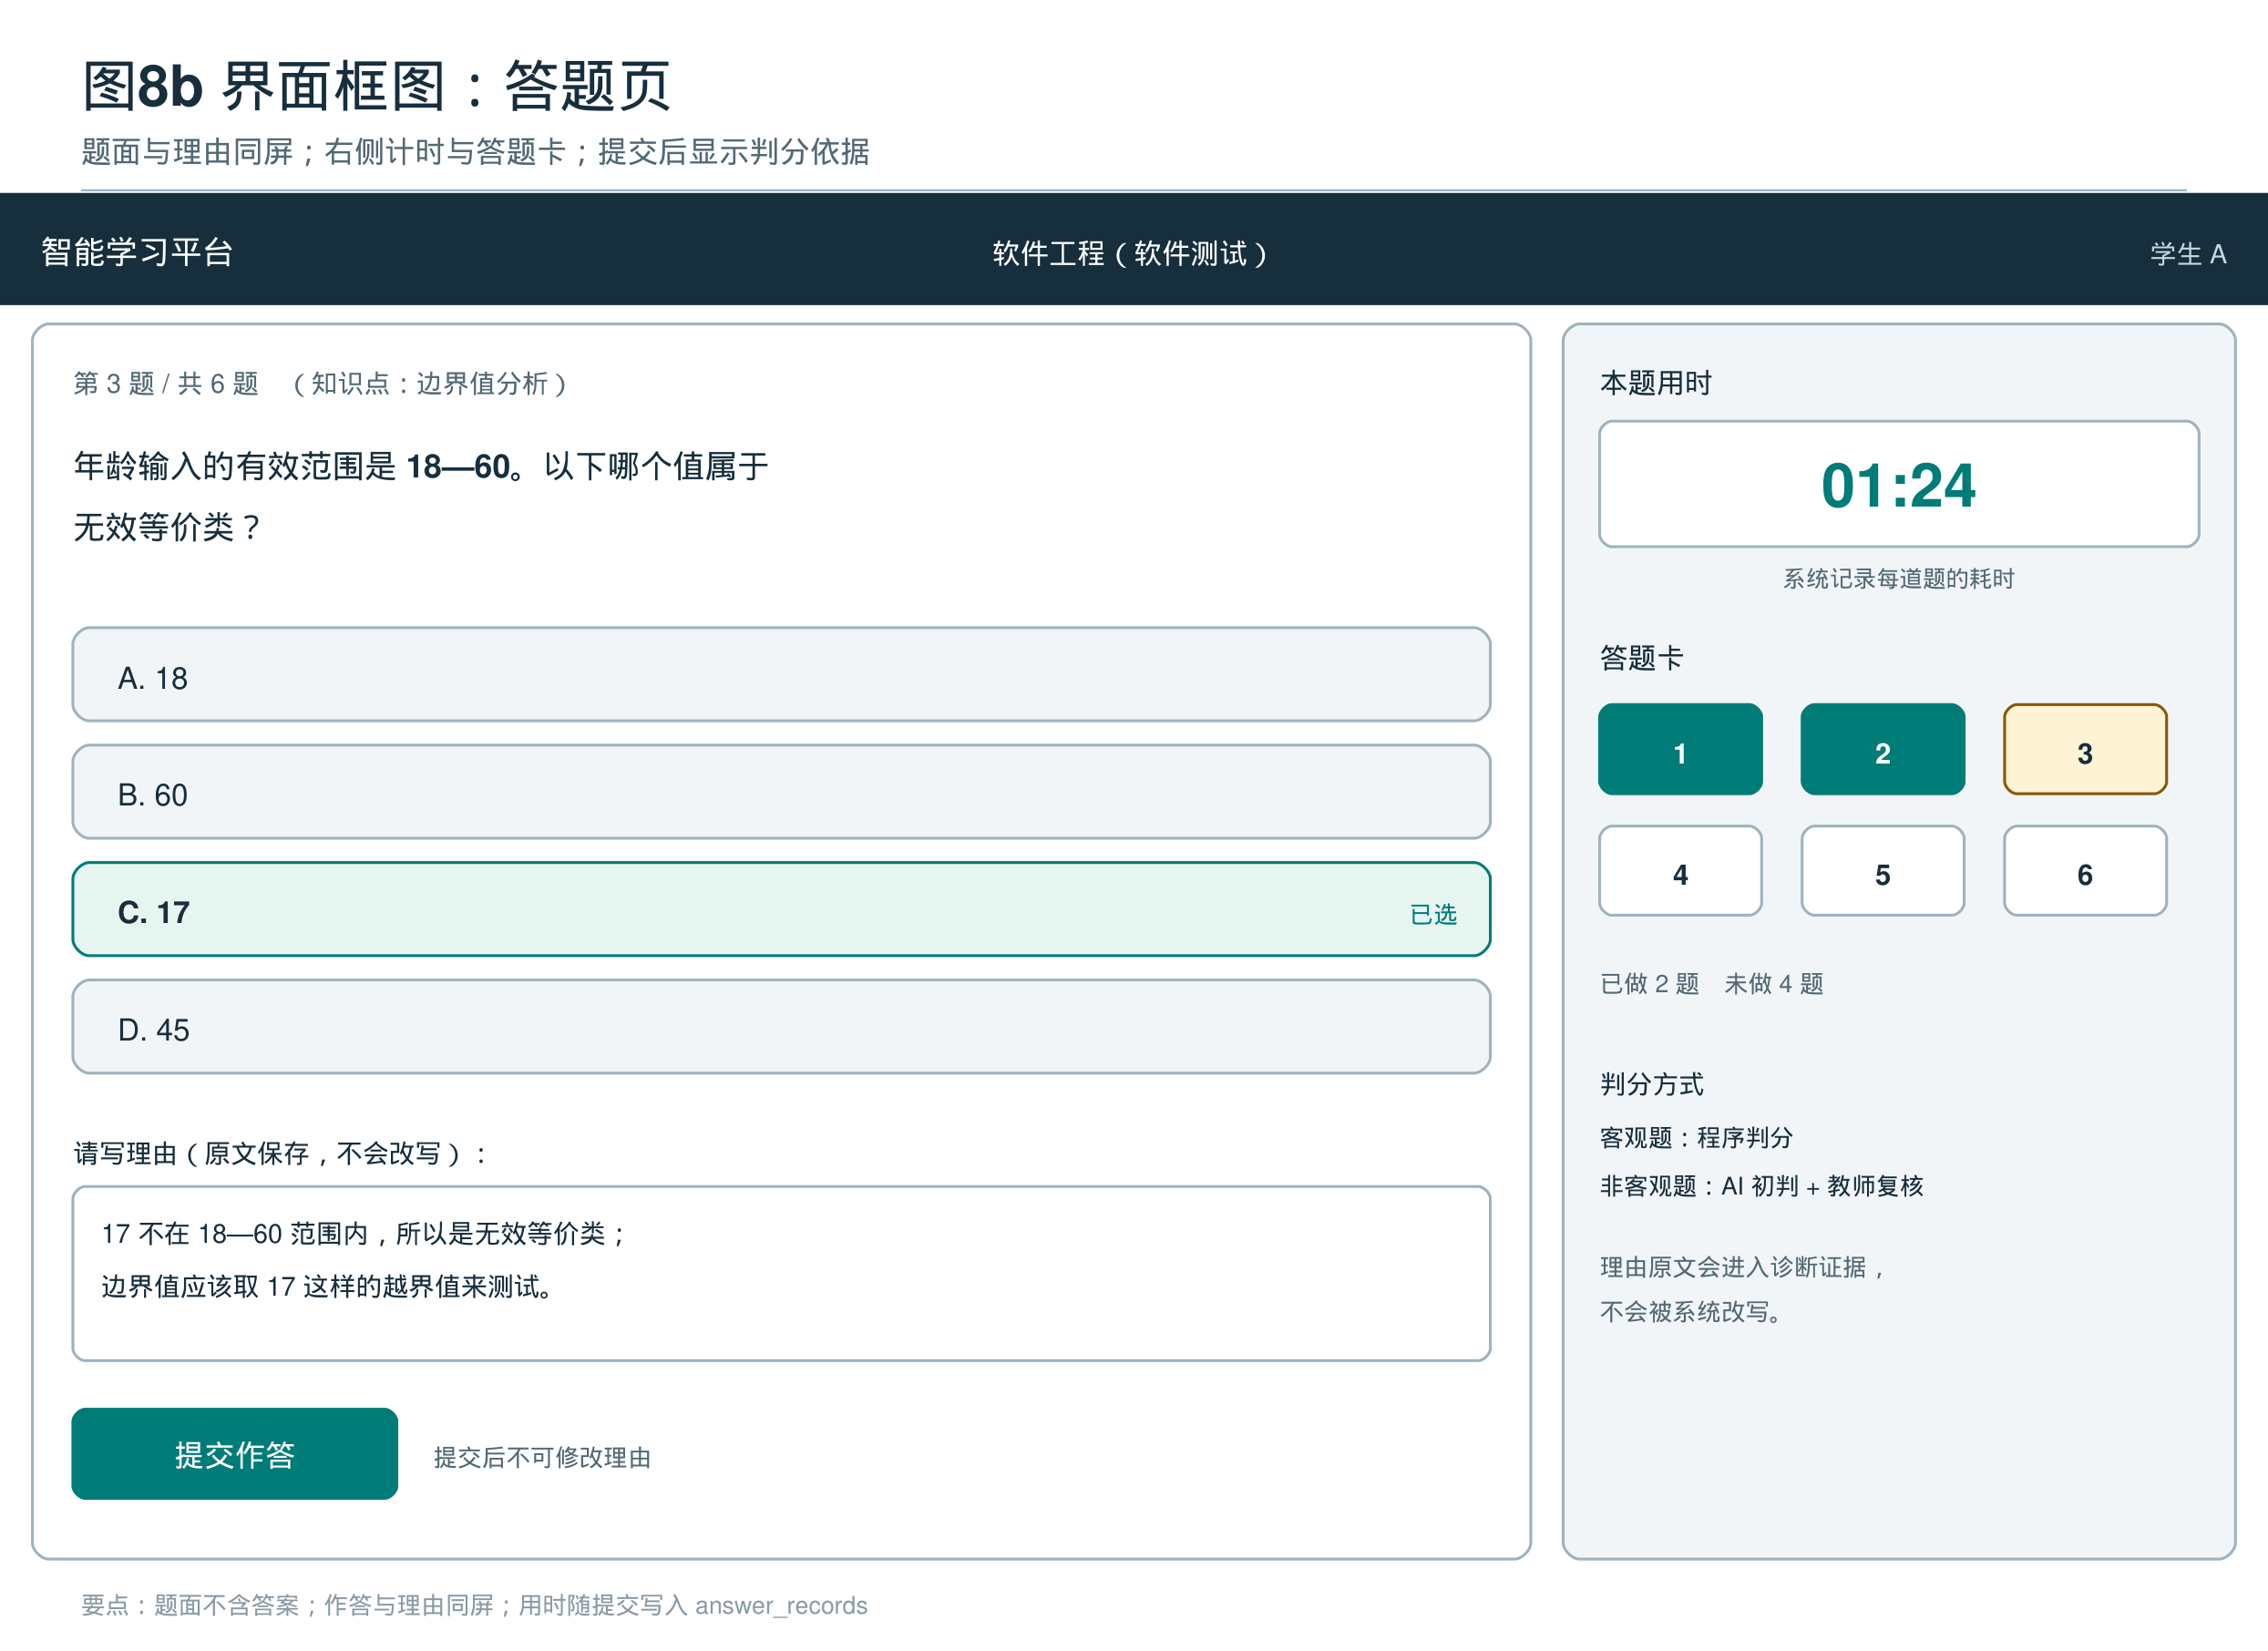 图8b 界面框图：答题页
题面与理由同屏；右侧计时与答题卡；提交后显示判分依据
智能学习平台
软件工程（软件测试）
学生 A
第 3 题 / 共 6 题 （知识点：边界值分析）
年龄输入的有效范围是 18—60。以下哪个值属于
无效等价类？
A. 18
B. 60
C. 17
已选
D. 45
请写理由（原文保存，不会改写）：
17 不在 18—60 范围内，所以是无效等价类；
边界值应该取 17 这样的越界值来测试。
提交作答
提交后不可修改理由
本题用时
01:24
系统记录每道题的耗时
答题卡
1
2
3
4
5
6
已做 2 题 未做 4 题
判分方式
客观题：程序判分
非客观题：AI 初判 + 教师复核
理由原文会进入诊断证据，
不会被系统改写。
要点：题面不含答案；作答与理由同屏；用时随提交写入 answer_records